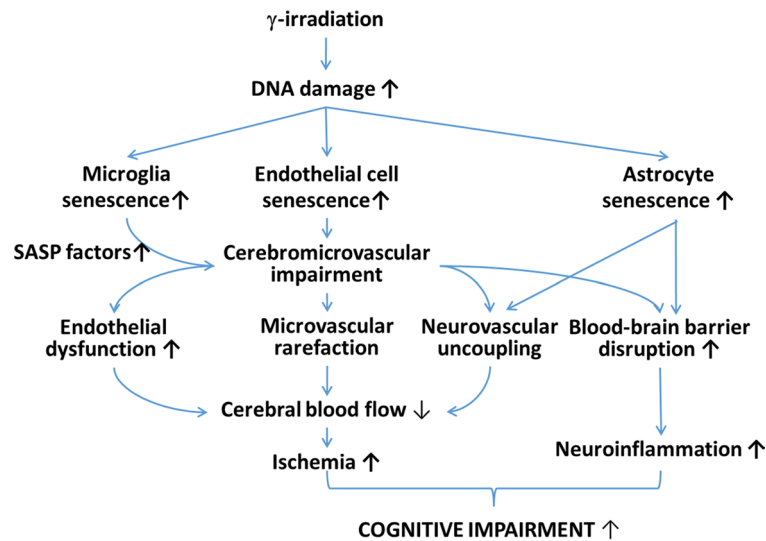 γ-irradiation
DNA damage ↑
Microglia
senescence↑
Endothelial cell
senescence↑
Astrocyte
senescence ↑
SASP factors↑
Cerebromicrovascular
impairment
Endothelial
dysfunction ↑
Microvascular
rarefaction
Neurovascular
uncoupling
Blood-brain barrier
disruption ↑
Cerebral blood flow ↓
Ischemia ↑
Neuroinflammation ↑
COGNITIVE IMPAIRMENT ↑